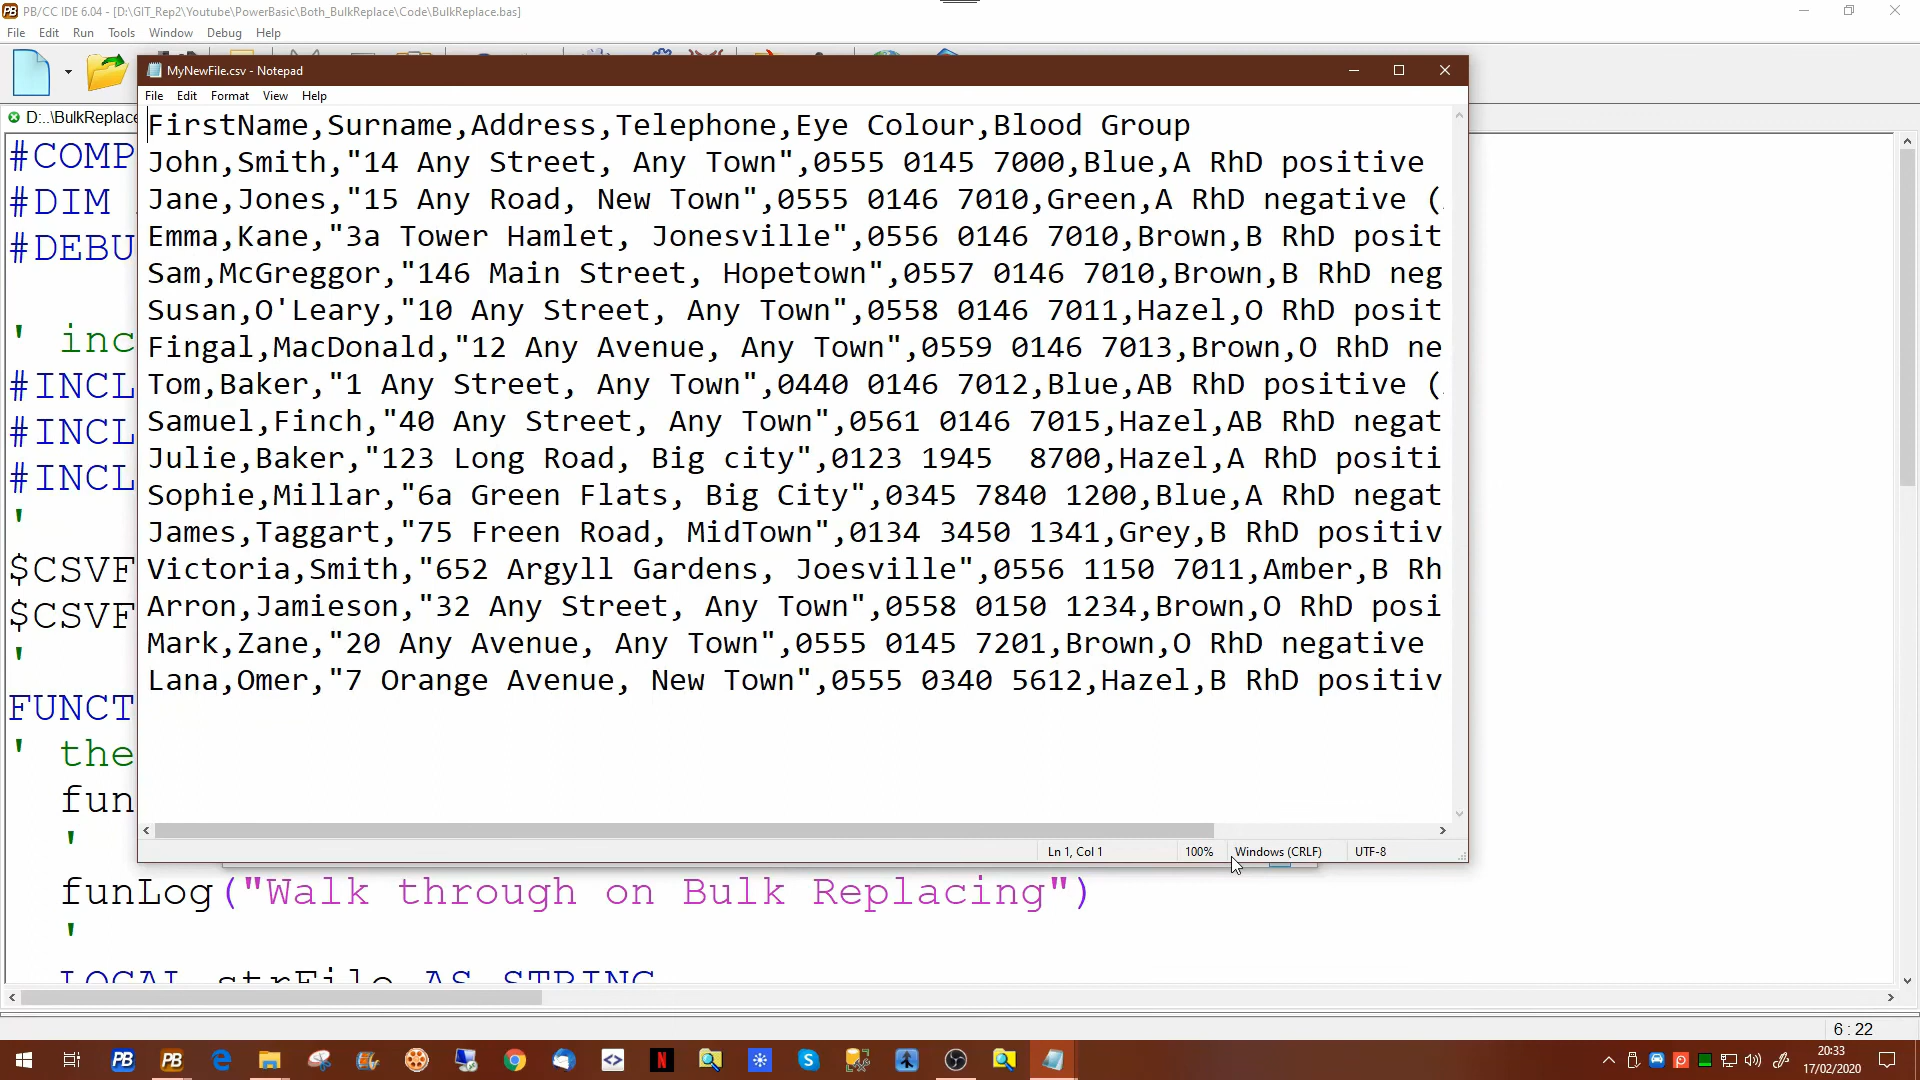 PB/CC IDE 6.04 - [D:\GIT_Rep2\Youtube\PowerBasic\Both_BulkReplace\Code\BulkReplace.bas]
File Edit Run Tools Window Debug Help
MyNewFile.csv - Notepad
File Edit Format View Help
D:..\BulkReplace
FirstName,Surname,Address,Telephone,Eye Colour,Blood Group
John,Smith,"14 Any Street, Any Town",0555 0145 7000,Blue,A RhD positive
Jane,Jones,"15 Any Road, New Town",0555 0146 7010,Green,A RhD negative (
Emma,Kane,"3a Tower Hamlet, Jonesville",0556 0146 7010,Brown,B RhD posit
Sam,McGreggor,"146 Main Street, Hopetown",0557 0146 7010,Brown,B RhD neg
Susan,O'Leary,"10 Any Street, Any Town",0558 0146 7011,Hazel,O RhD posit
Fingal,MacDonald,"12 Any Avenue, Any Town",0559 0146 7013,Brown,O RhD ne
Tom,Baker,"1 Any Street, Any Town",0440 0146 7012,Blue,AB RhD positive (
Samuel,Finch,"40 Any Street, Any Town",0561 0146 7015,Hazel,AB RhD negat
Julie,Baker,"123 Long Road, Big city",0123 1945  8700,Hazel,A RhD positi
Sophie,Millar,"6a Green Flats, Big City",0345 7840 1200,Blue,A RhD negat
James,Taggart,"75 Freen Road, MidTown",0134 3450 1341,Grey,B RhD positiv
Victoria,Smith,"652 Argyll Gardens, Joesville",0556 1150 7011,Amber,B Rh
Arron,Jamieson,"32 Any Street, Any Town",0558 0150 1234,Brown,O RhD posi
Mark,Zane,"20 Any Avenue, Any Town",0555 0145 7201,Brown,O RhD negative
Lana,Omer,"7 Orange Avenue, New Town",0555 0340 5612,Hazel,B RhD positiv
Ln 1, Col 1 100% Windows (CRLF) UTF-8
#COMP
#DIM
#DEBU
' inc
#INCL
#INCL
#INCL
'
$CSVF
$CSVF
'
FUNCT
' the
fun
'
funLog("Walk through on Bulk Replacing")
'
LOCAL strFile AS STRING
6 : 22
20:33
17/02/2020